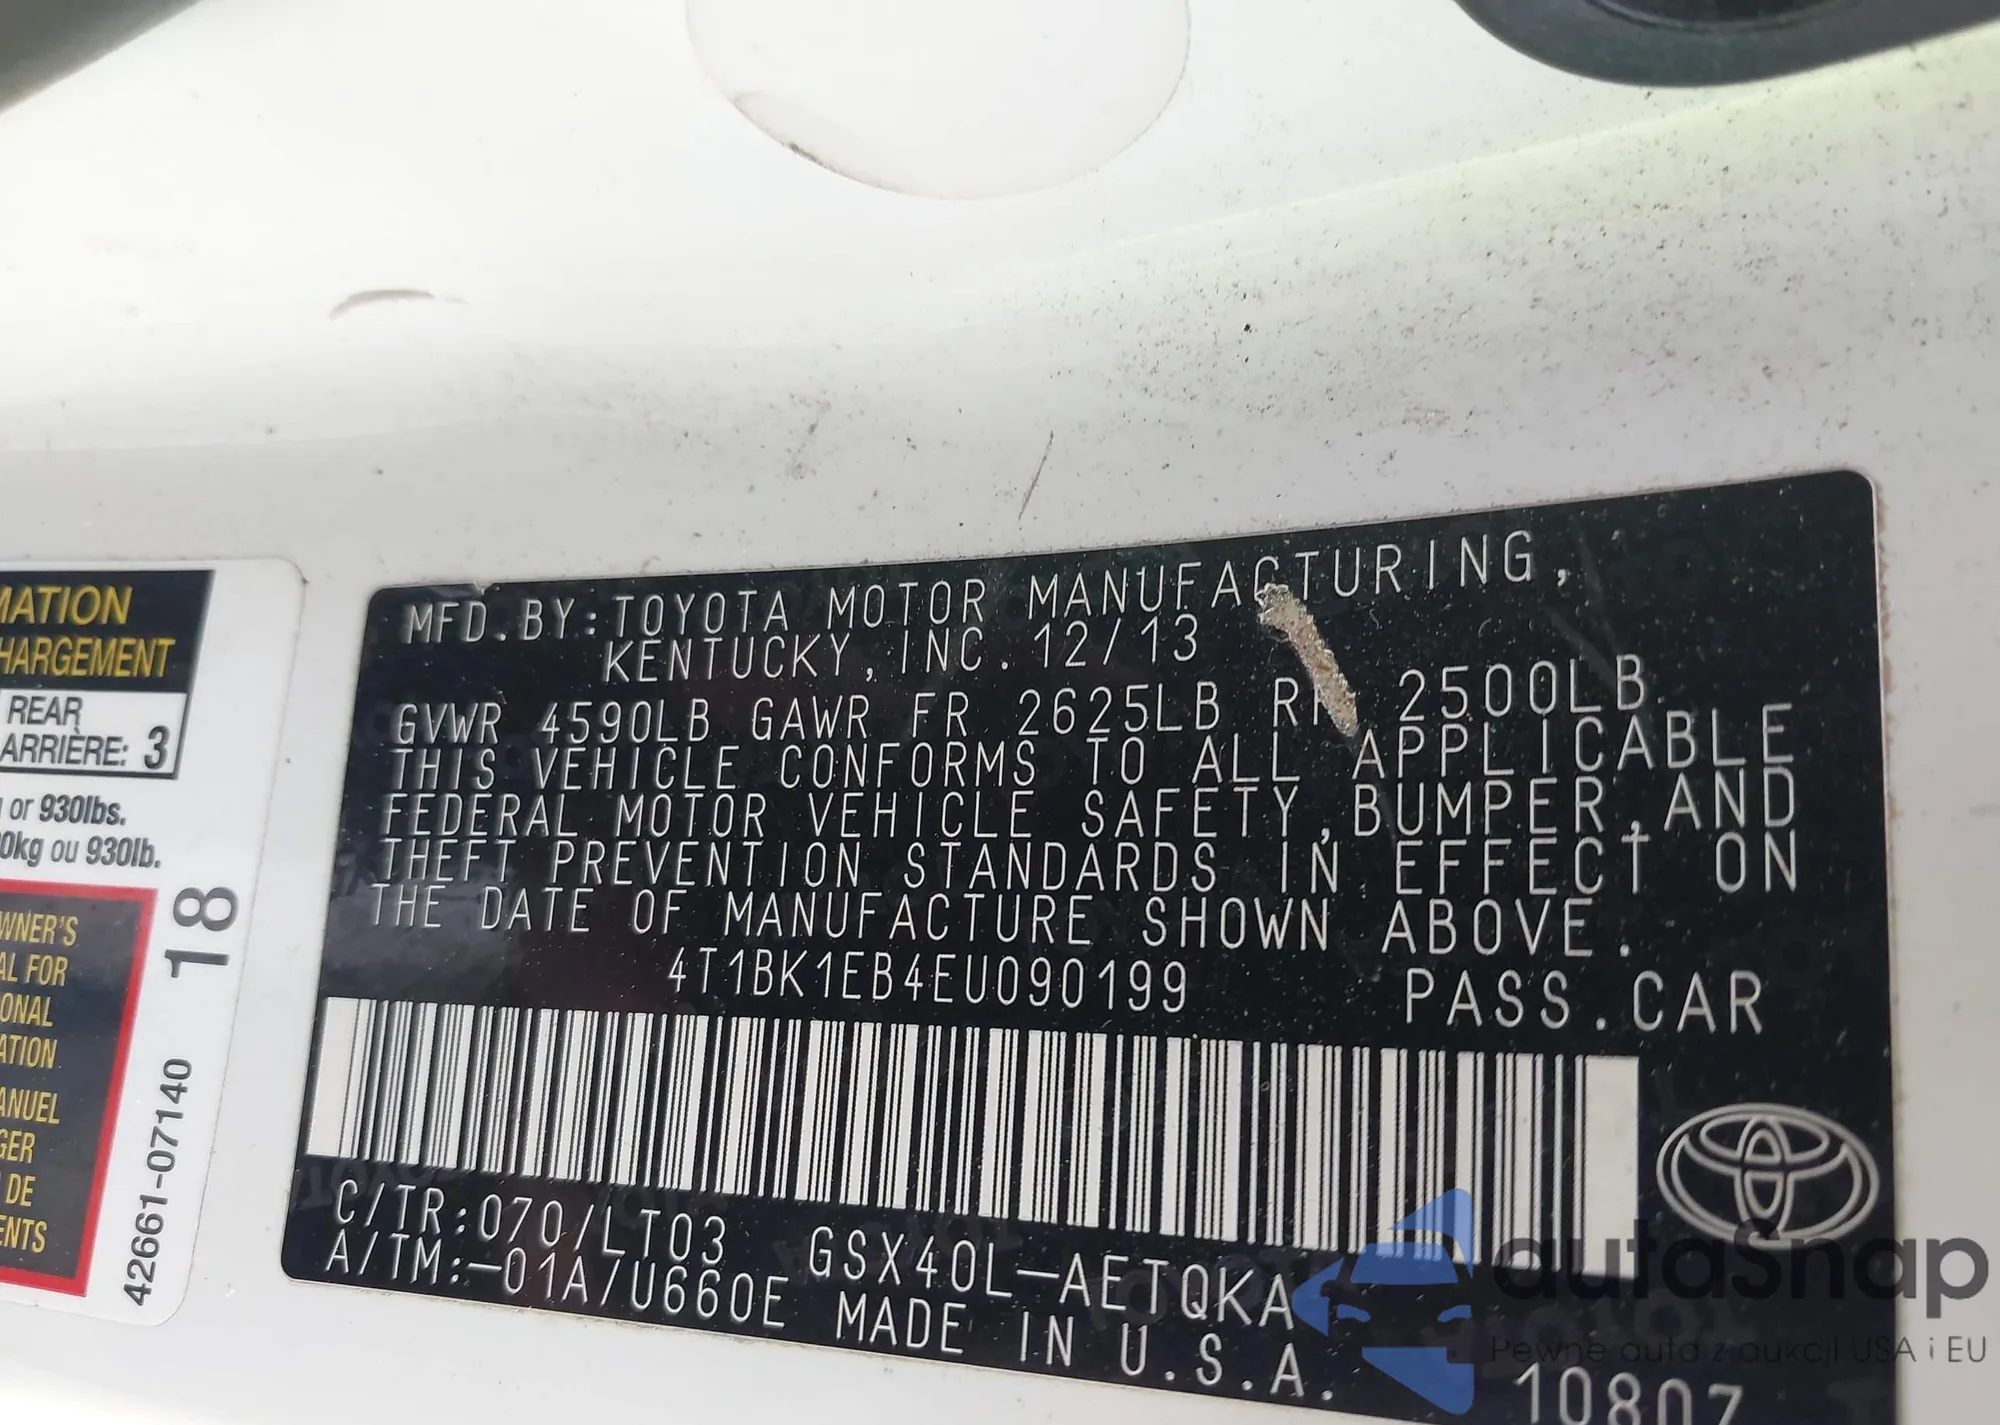 MATION
HARGEMENT
REAR
ARRIÈRE: 3
or 930lbs.
0kg ou 930lb.
WNER'S
AL FOR
ONAL
ATION
ANUEL
GER
DE
ENTS
42661-07140 18
MFD.BY:TOYOTA MOTOR MANUFACTURING,
KENTUCKY, INC. 12/13
GVWR 4590LB GAWR FR 2625LB 2500LB
THIS VEHICLE CONFORMS TO ALL APPLICABLE
FEDERAL MOTOR VEHICLE SAFETY,BUMPER,AND
THEFT PREVENTION STANDARDS IN EFFECT ON
THE DATE OF MANUFACTURE SHOWN ABOVE.
4T1BK1EB4EU090199 PASS.CAR
C/TR:070/LT03 GSX40L-AETQKA
A/TM:-01A/U660E MADE IN U.S.A.
10807
autaSnap
Pewne auta z aukcji USA i EU